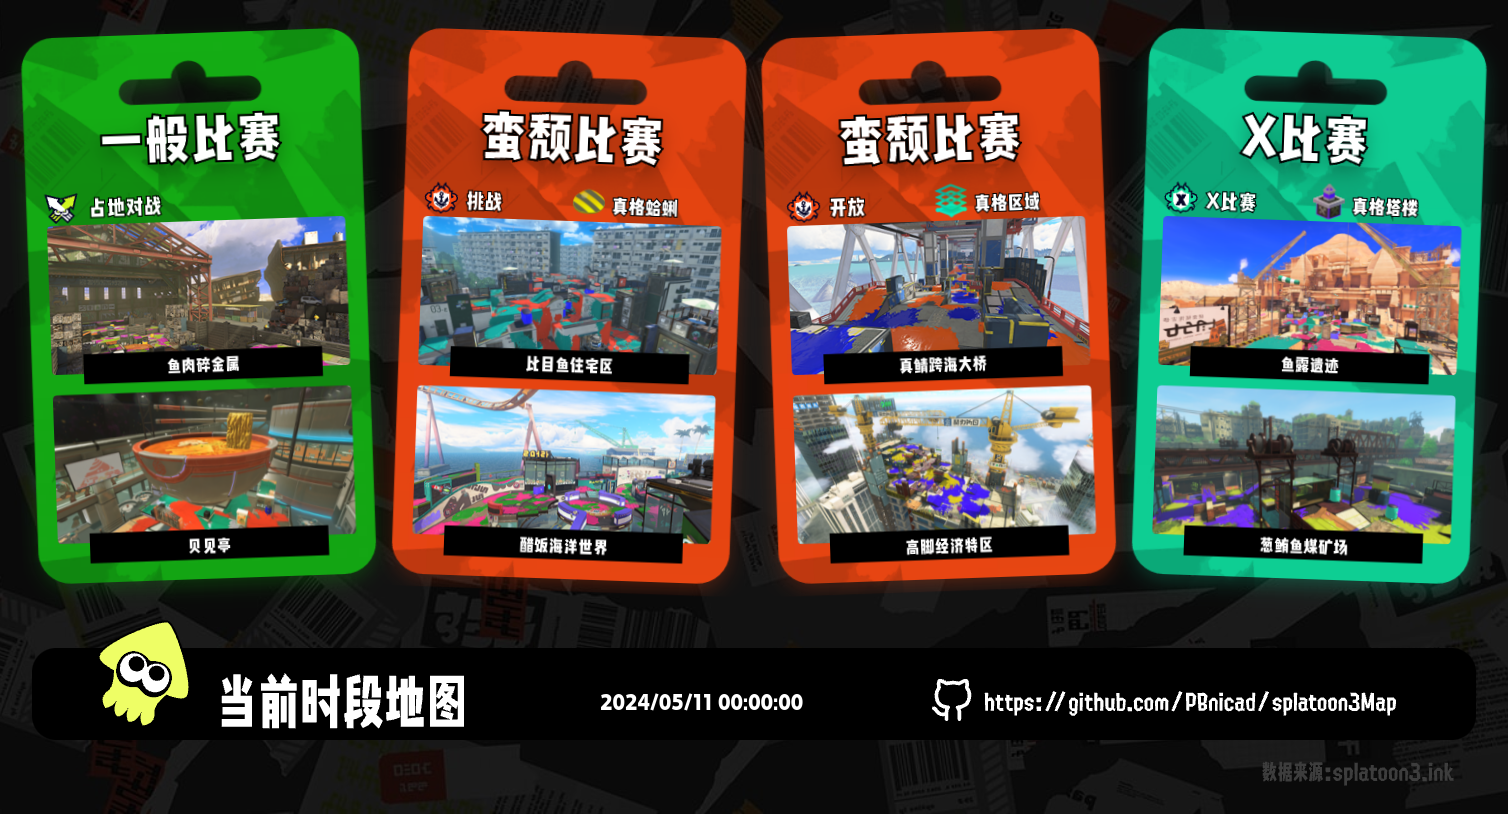 一般比赛
占地对战
鱼肉碎金属
贝见亭
蛮颓比赛
挑战
真格蛤蜊
比目鱼住宅区
醋饭海洋世界
蛮颓比赛
开放
真格区域
真鲷跨海大桥
高脚经济特区
X比赛
X比赛
真格塔楼
鱼露遗迹
葱鲔鱼煤矿场
当前时段地图
2024/05/11 00:00:00
https://github.com/PBnicad/splatoon3Map
数据来源:splatoon3.ink